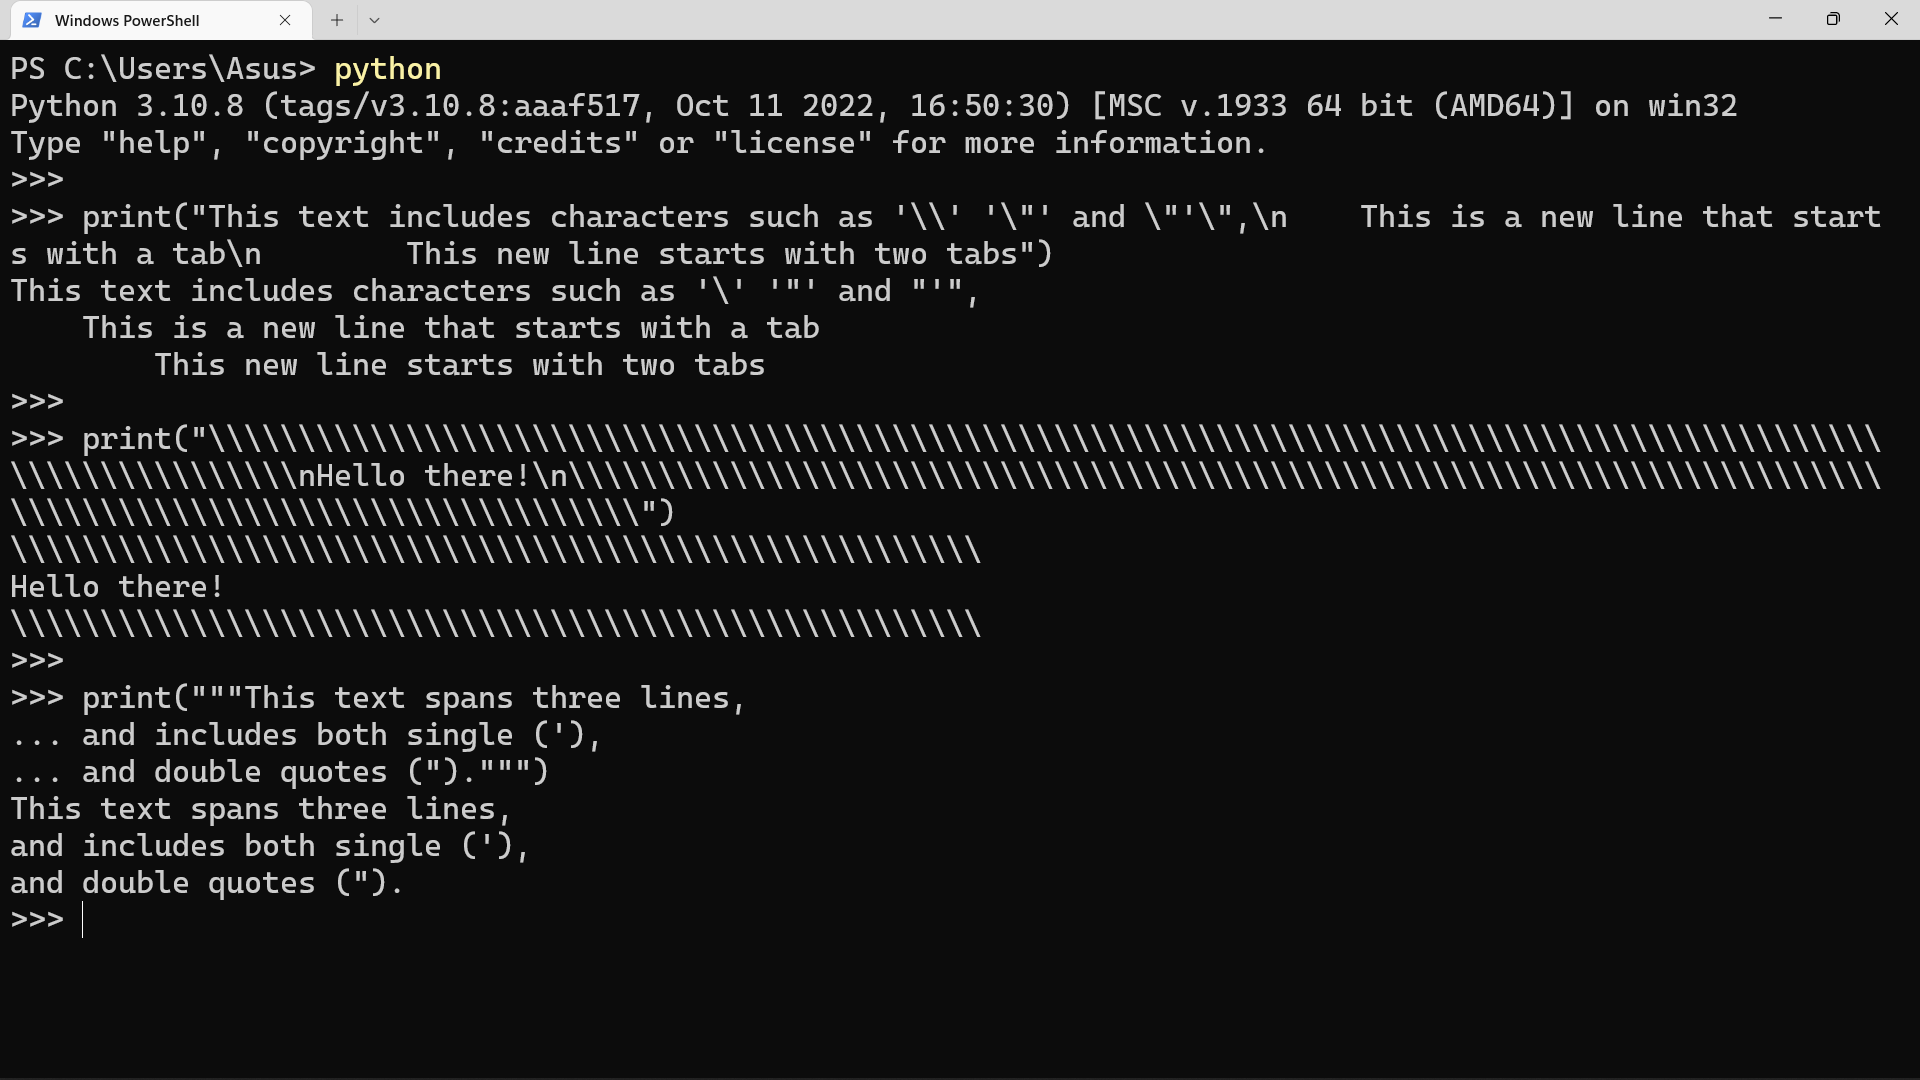 Windows PowerShell
PS C:\Users\Asus> python
Python 3.10.8 (tags/v3.10.8:aaaf517, Oct 11 2022, 16:50:30) [MSC v.1933 64 bit (AMD64)] on win32
Type "help", "copyright", "credits" or "license" for more information.
>>>
>>> print("This text includes characters such as '\\' '\"' and \"'\",\n    This is a new line that start
s with a tab\n        This new line starts with two tabs")
This text includes characters such as '\' '"' and "'",
    This is a new line that starts with a tab
        This new line starts with two tabs
>>>
>>> print("\\\\\\\\\\\\\\\\\\\\\\\\\\\\\\\\\\\\\\\\\\\\\\\\\\\\\\\\\\\\\\\\\\\\\\\\\\\\\\\\\\\\\\\\\\\\\
\\\\\\\\\\\\\\\\nHello there!\n\\\\\\\\\\\\\\\\\\\\\\\\\\\\\\\\\\\\\\\\\\\\\\\\\\\\\\\\\\\\\\\\\\\\\\\\\
\\\\\\\\\\\\\\\\\\\\\\\\\\\\\\\\\\\")
\\\\\\\\\\\\\\\\\\\\\\\\\\\\\\\\\\\\\\\\\\\\\\\\\\\\\\
Hello there!
\\\\\\\\\\\\\\\\\\\\\\\\\\\\\\\\\\\\\\\\\\\\\\\\\\\\\\
>>>
>>> print("""This text spans three lines,
... and includes both single ('),
... and double quotes (").""")
This text spans three lines,
and includes both single ('),
and double quotes (").
>>>